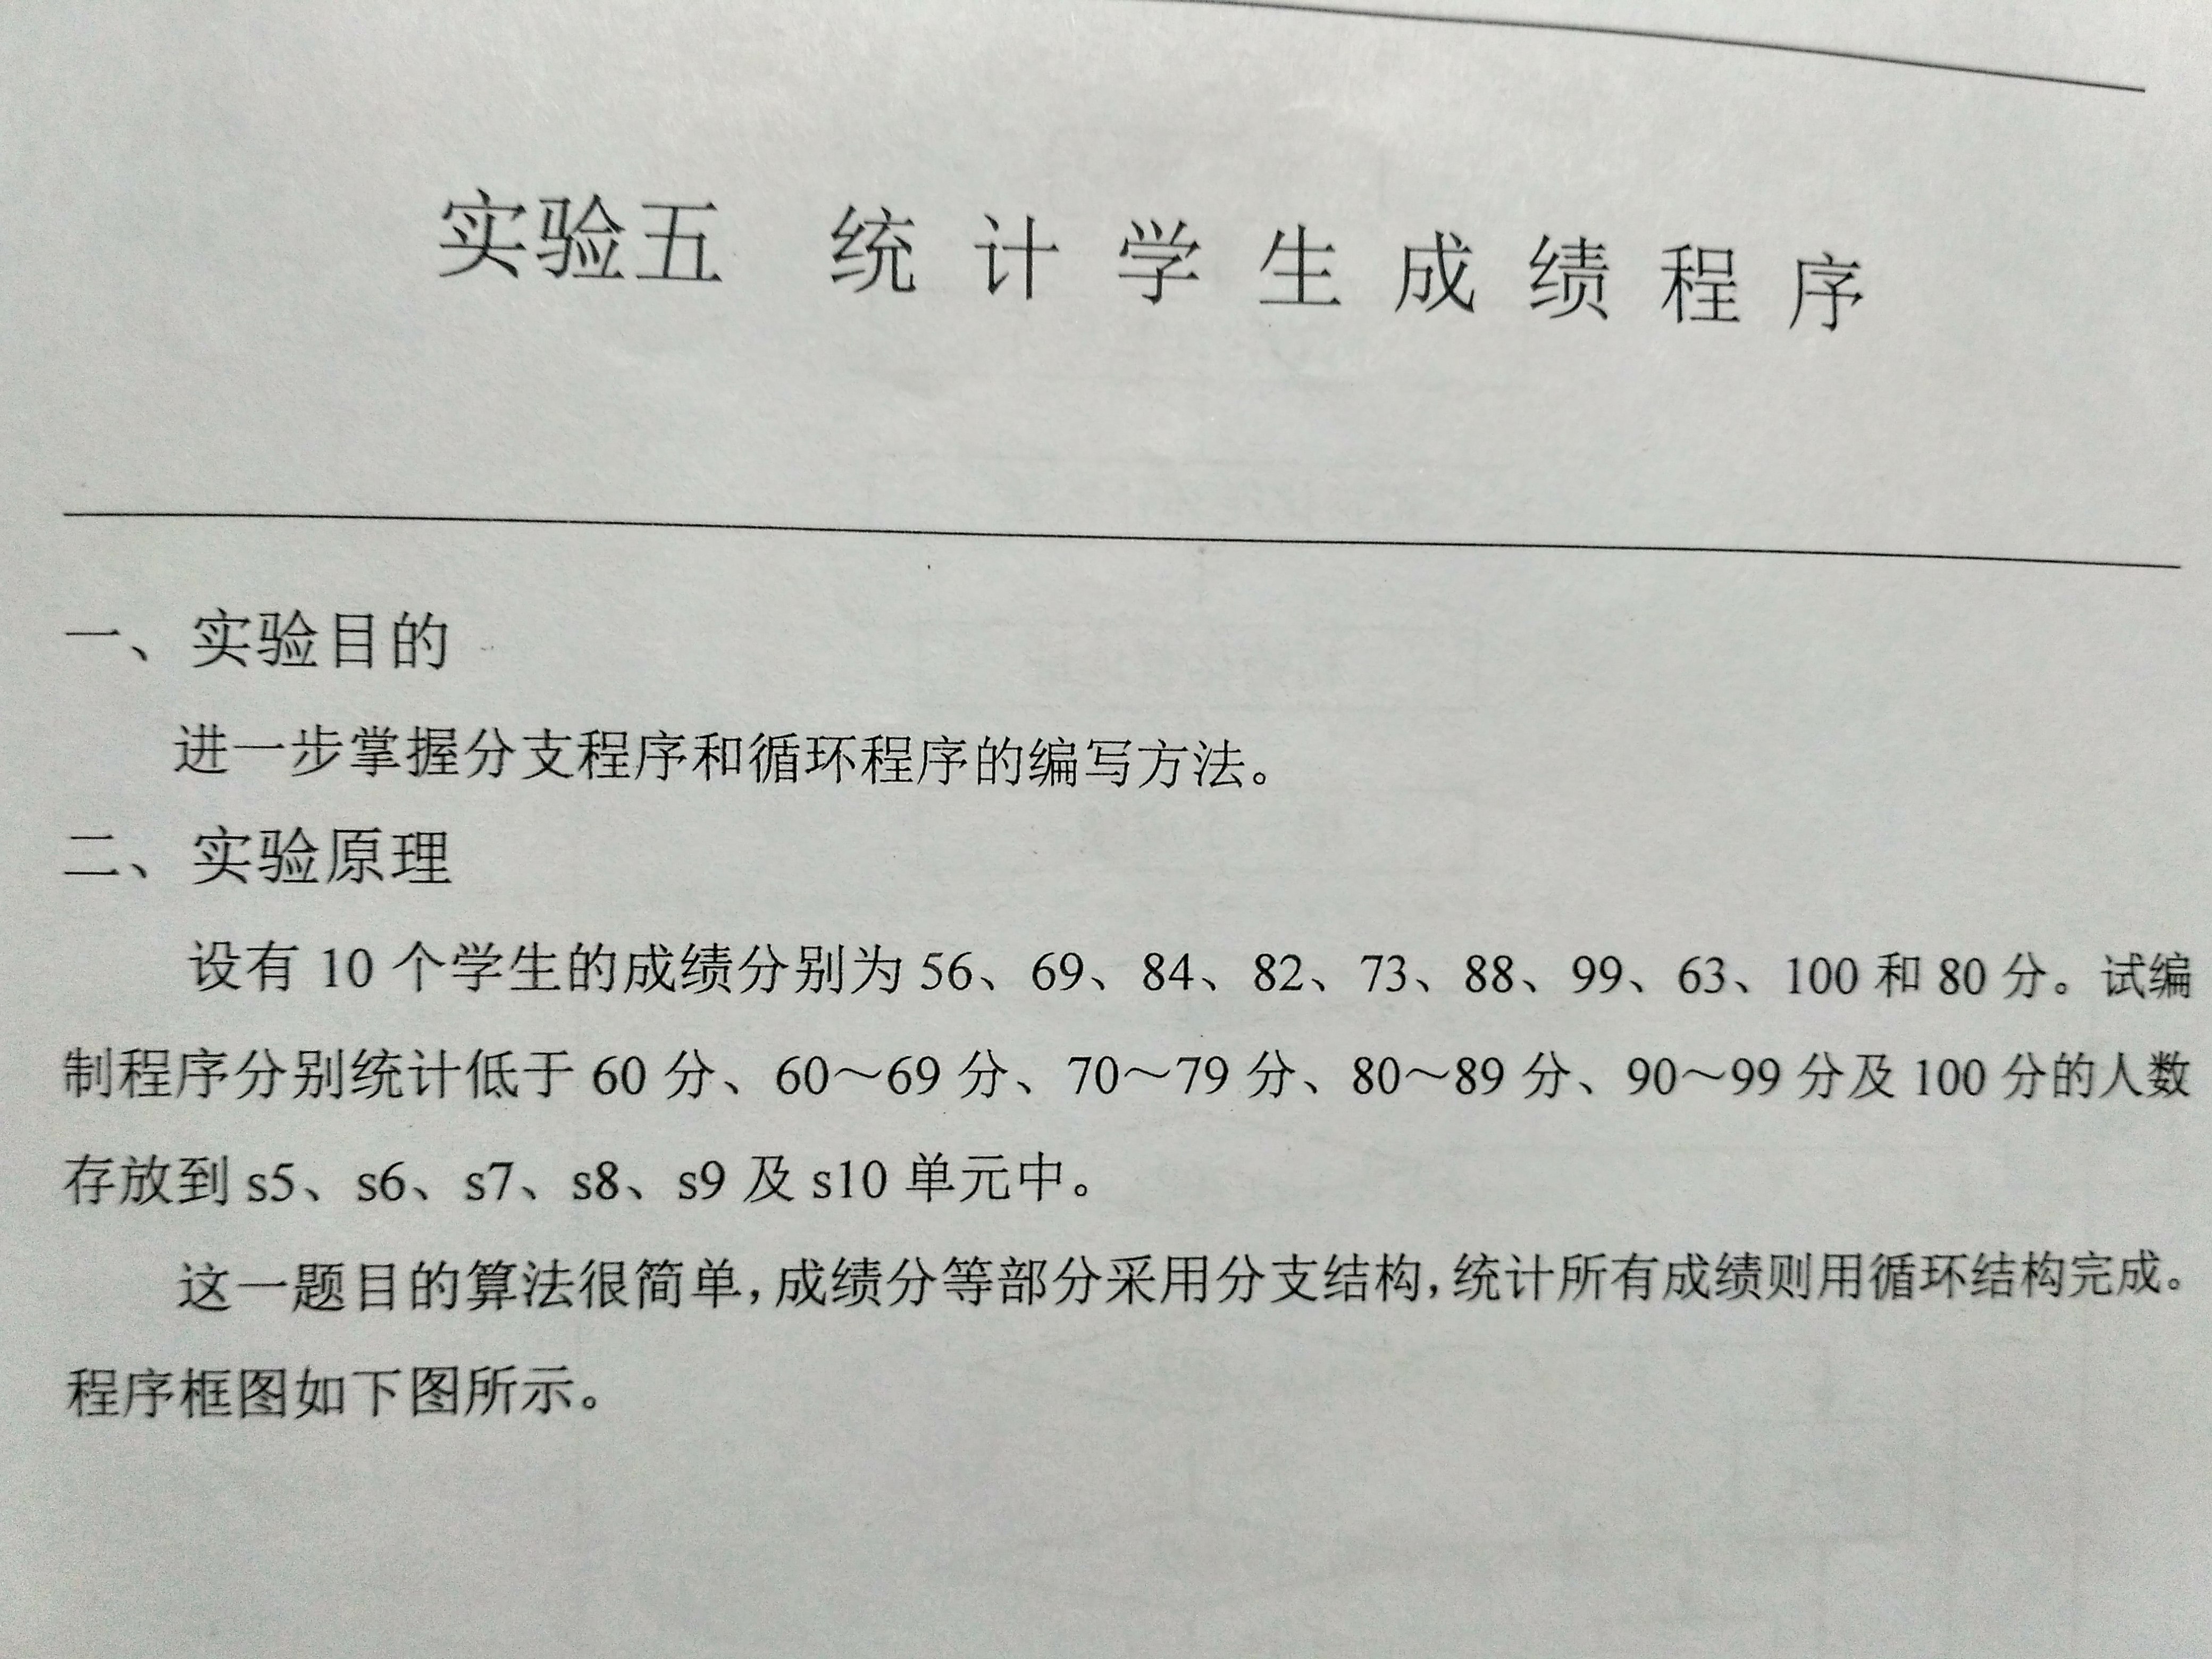 实验五 统计学生成绩程序
一、实验目的
进一步掌握分支程序和循环程序的编写方法。
二、实验原理
设有 10 个学生的成绩分别为 56、69、84、82、73、88、99、63、100 和 80 分。试编
制程序分别统计低于 60 分、60～69 分、70～79 分、80～89 分、90～99 分及 100 分的人数
存放到 s5、s6、s7、s8、s9 及 s10 单元中。
这一题目的算法很简单,成绩分等部分采用分支结构,统计所有成绩则用循环结构完成。
程序框图如下图所示。